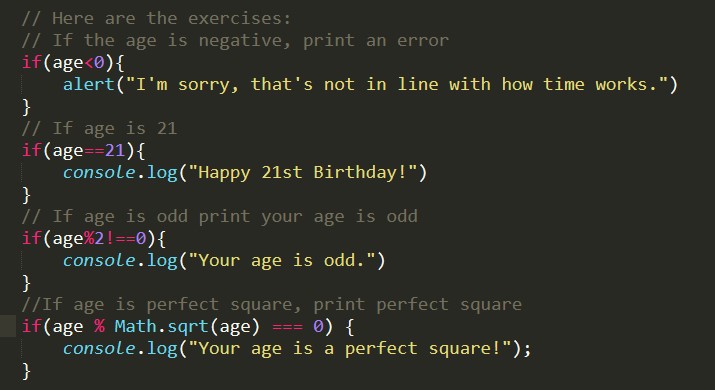 // Here are the exercises:
// If the age is negative, print an error
if(age<0){
    alert("I'm sorry, that's not in line with how time works.")
}
// If age is 21
if(age==21){
    console.log("Happy 21st Birthday!")
}
// If age is odd print your age is odd
if(age%2!==0){
    console.log("Your age is odd.")
}
//If age is perfect square, print perfect square
if(age % Math.sqrt(age) === 0) {
    console.log("Your age is a perfect square!");
}